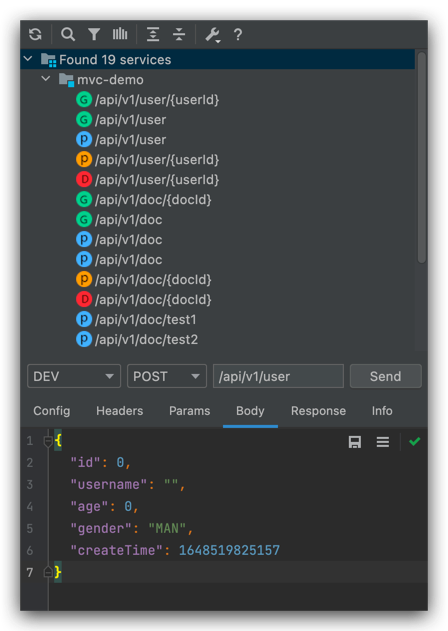 Found 19 services
mvc-demo
G /api/v1/user/{userId}
G /api/v1/user
P /api/v1/user
P /api/v1/user/{userId}
D /api/v1/user/{userId}
G /api/v1/doc/{docId}
G /api/v1/doc
P /api/v1/doc
P /api/v1/doc
P /api/v1/doc/{docId}
D /api/v1/doc/{docId}
P /api/v1/doc/test1
P /api/v1/doc/test2
DEV POST /api/v1/user Send
Config Headers Params Body Response Info
1 {
2 "id": 0,
3 "username": "",
4 "age": 0,
5 "gender": "MAN",
6 "createTime": 1648519825157
7 }